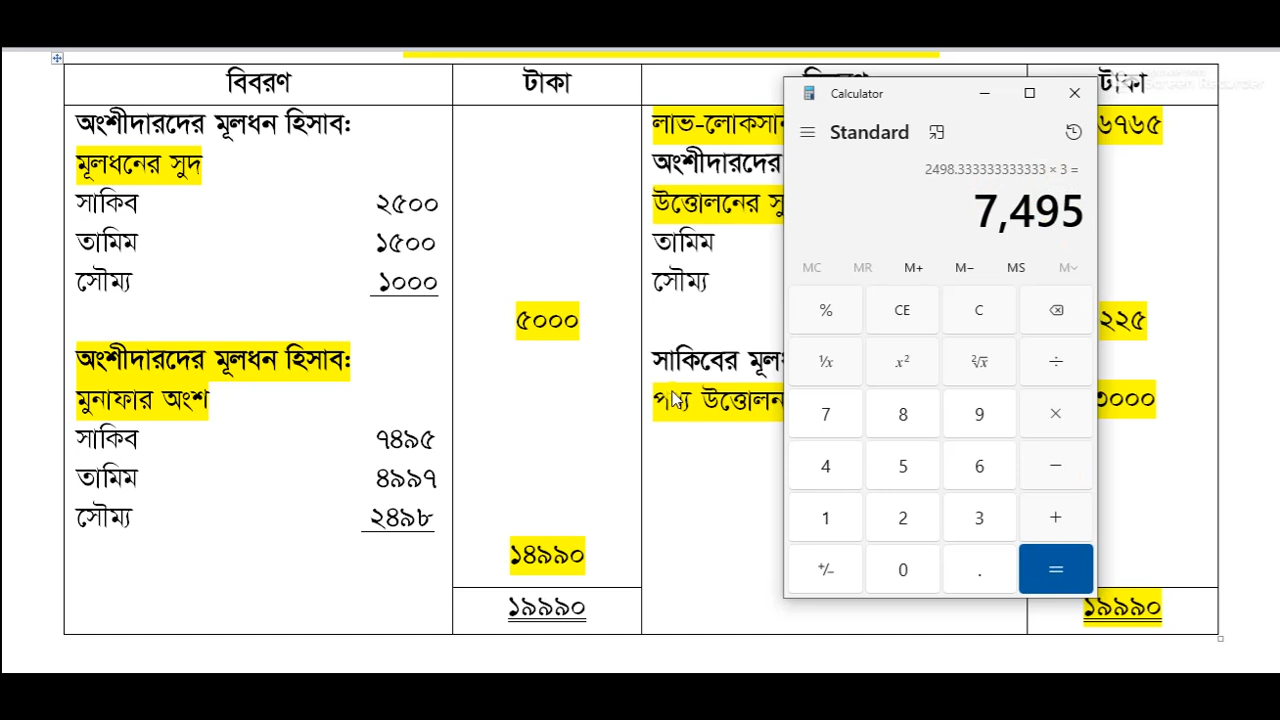 বিবরণ টাকা টাকা
অংশীদারদের মূলধন হিসাব:
মূলধনের সুদ
সাকিব ২৫০০
তামিম ১৫০০
সৌম্য ১০০০
৫০০০
অংশীদারদের মূলধন হিসাব:
মুনাফার অংশ
সাকিব ৭৪৯৫
তামিম ৪৯৯৭
সৌম্য ২৪৯৮
১৪৯৯০
১৯৯৯০
লাভ-লোকসান ৬৭৬৫
অংশীদারদের
উত্তোলনের
তামিম
সৌম্য
২২৫
সাকিবের
পণ্য উত্তোলন ৩০০০
১৯৯৯০
Calculator
Standard
2498.333333333333 × 3 =
7,495
MC MR M+ M− MS M˅
% CE C
¹/x x² ²√x ÷
7 8 9 ×
4 5 6 −
1 2 3 +
+/− 0 . =
Screen Recorder